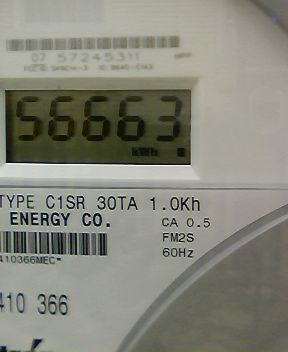 07 57245311
56663
kWh
TYPE C1SR 30TA 1.0Kh
ENERGY CO.
CA 0.5
FM2S
60Hz
410366MEC*
410 366